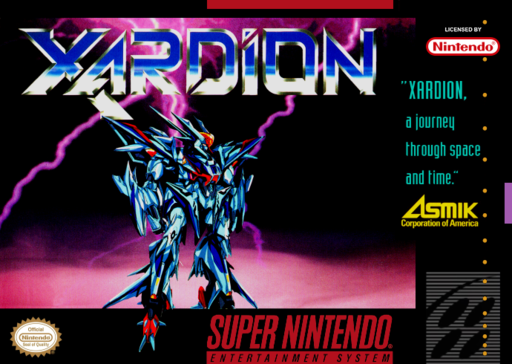 XARDION
LICENSED BY
Nintendo
"XARDION,
a journey
through space
and time."
ASMIK
Corporation of America
Official
Nintendo
Seal of Quality
SUPER NINTENDO
ENTERTAINMENT SYSTEM